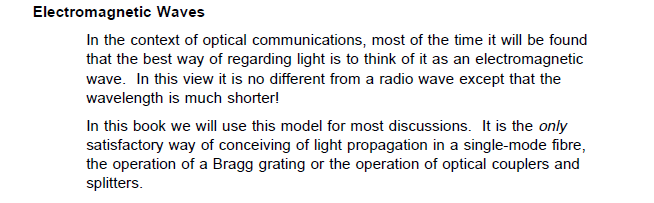 Electromagnetic Waves
In the context of optical communications, most of the time it will be found
that the best way of regarding light is to think of it as an electromagnetic
wave. In this view it is no different from a radio wave except that the
wavelength is much shorter!
In this book we will use this model for most discussions. It is the only
satisfactory way of conceiving of light propagation in a single-mode fibre,
the operation of a Bragg grating or the operation of optical couplers and
splitters.